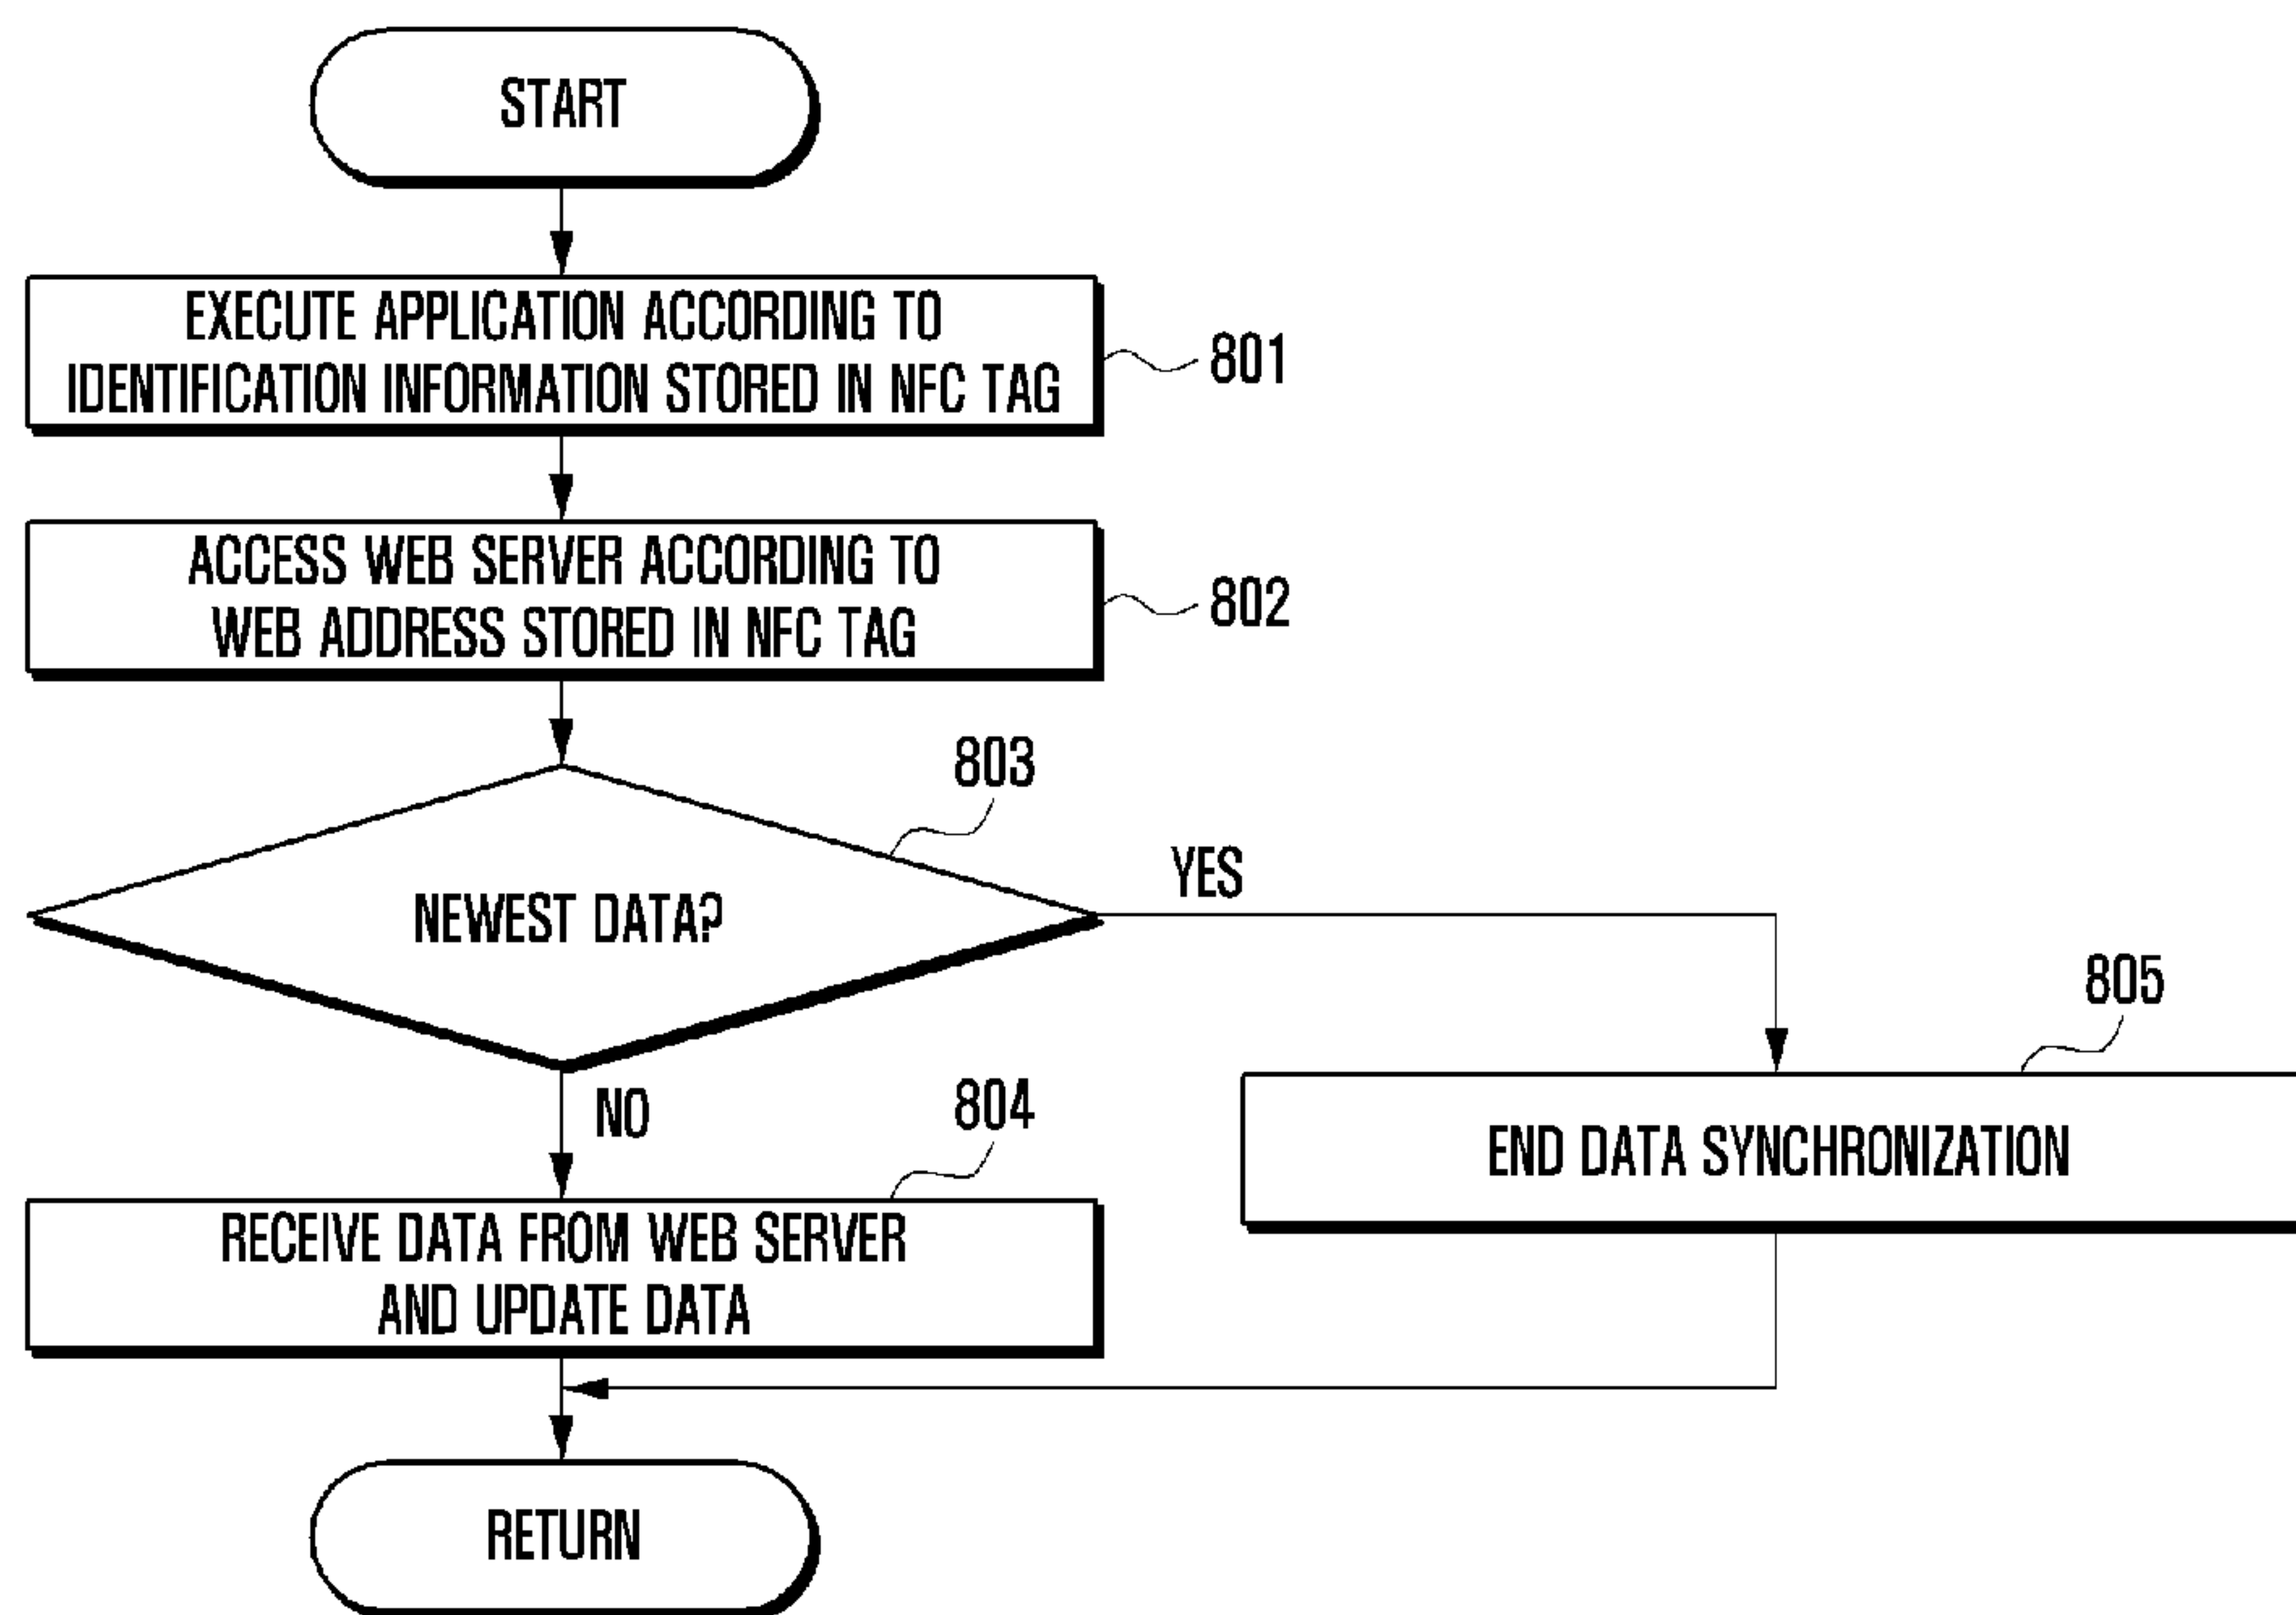 START
EXECUTE APPLICATION ACCORDING TO
IDENTIFICATION INFORMATION STORED IN NFC TAG
801
ACCESS WEB SERVER ACCORDING TO
WEB ADDRESS STORED IN NFC TAG
802
803
NEWEST DATA?
YES
NO
804
RECEIVE DATA FROM WEB SERVER
AND UPDATE DATA
805
END DATA SYNCHRONIZATION
RETURN